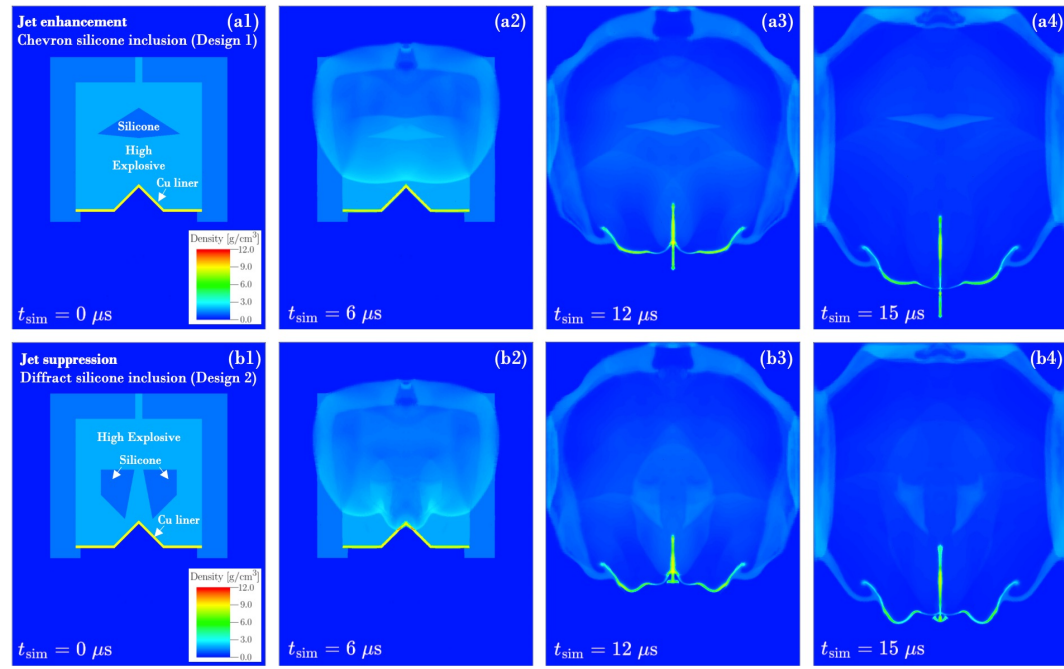 Jet enhancement
Chevron silicone inclusion (Design 1)
(a1)
Silicone
High
Explosive
Cu liner
Density [g/cm³]
12.0
9.0
6.0
3.0
0.0
t_sim = 0 μs
(a2)
t_sim = 6 μs
(a3)
t_sim = 12 μs
(a4)
t_sim = 15 μs
Jet suppression
Diffract silicone inclusion (Design 2)
(b1)
High Explosive
Silicone
Cu liner
Density [g/cm³]
12.0
9.0
6.0
3.0
0.0
t_sim = 0 μs
(b2)
t_sim = 6 μs
(b3)
t_sim = 12 μs
(b4)
t_sim = 15 μs